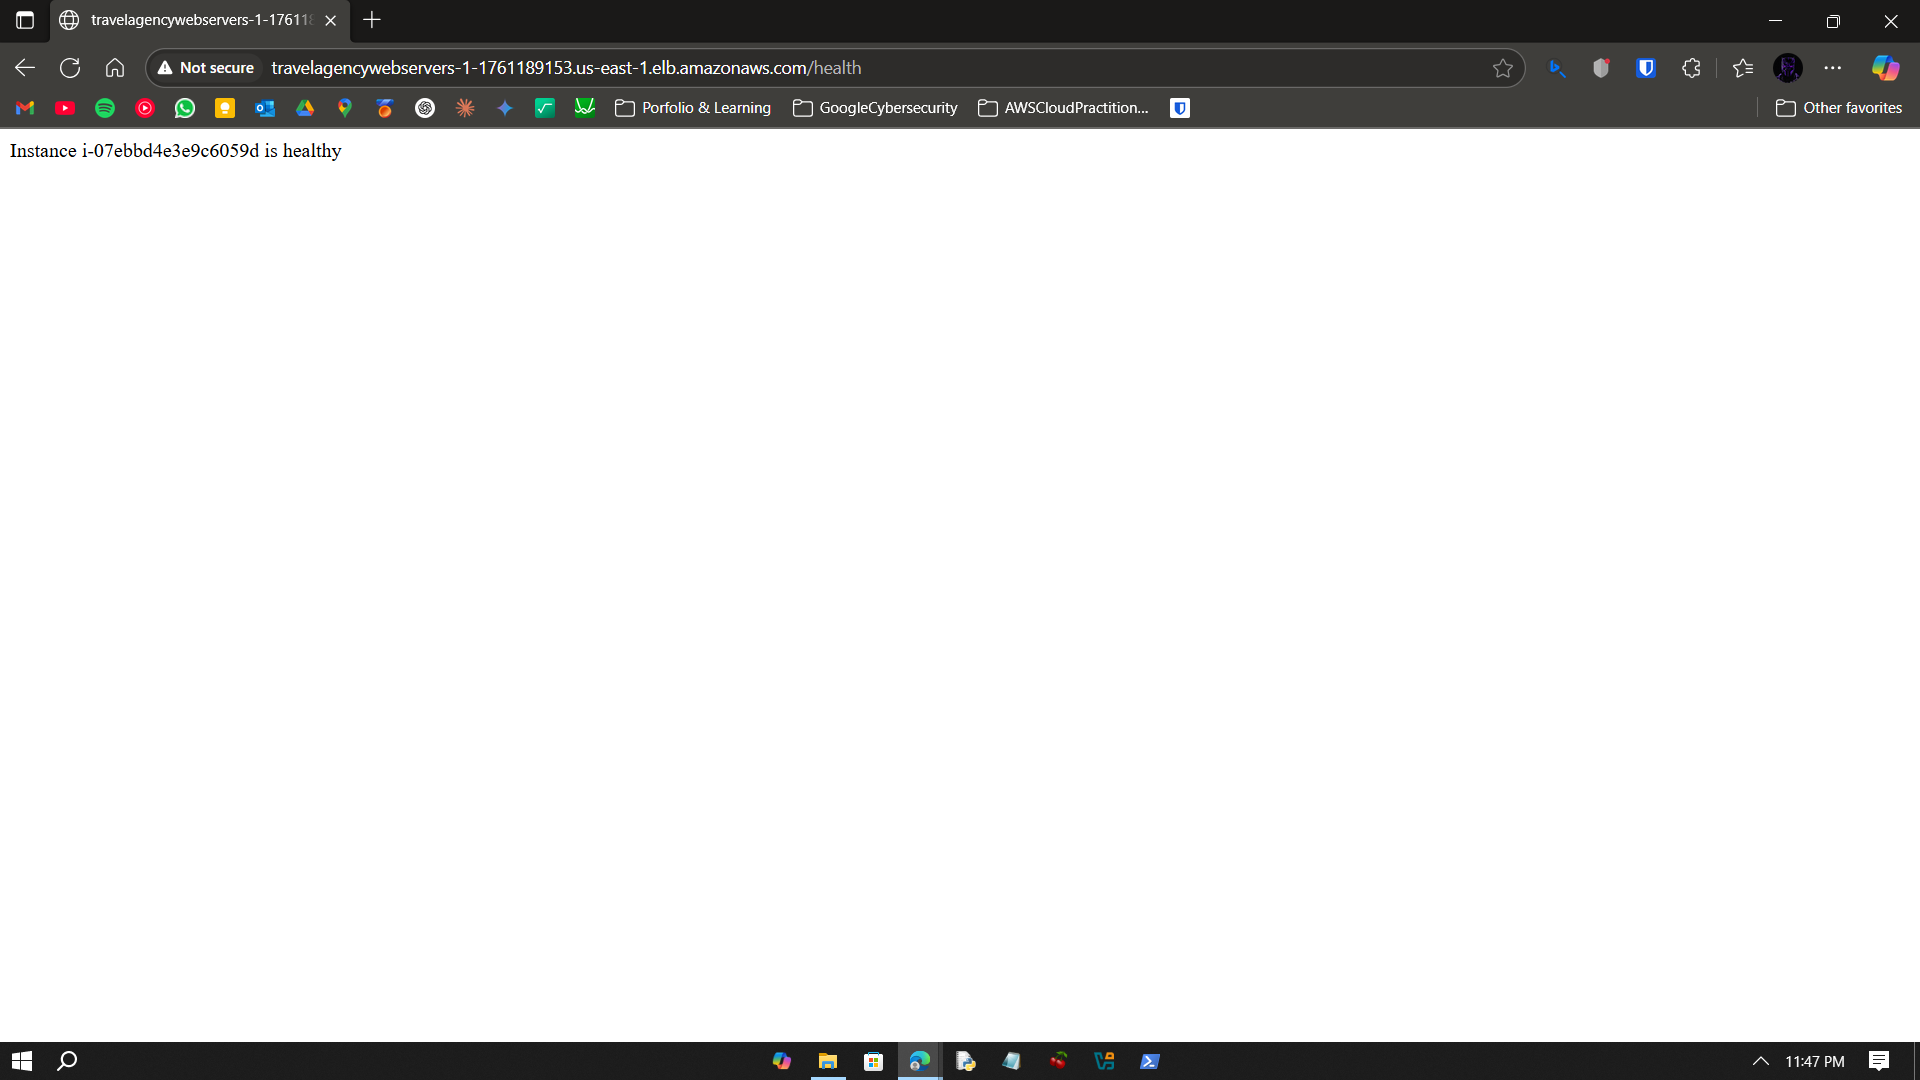 travelagencywebservers-1-17611
Not secure
travelagencywebservers-1-1761189153.us-east-1.elb.amazonaws.com/health
Porfolio & Learning
GoogleCybersecurity
AWSCloudPractition...
Other favorites
Instance i-07ebbd4e3e9c6059d is healthy
11:47 PM